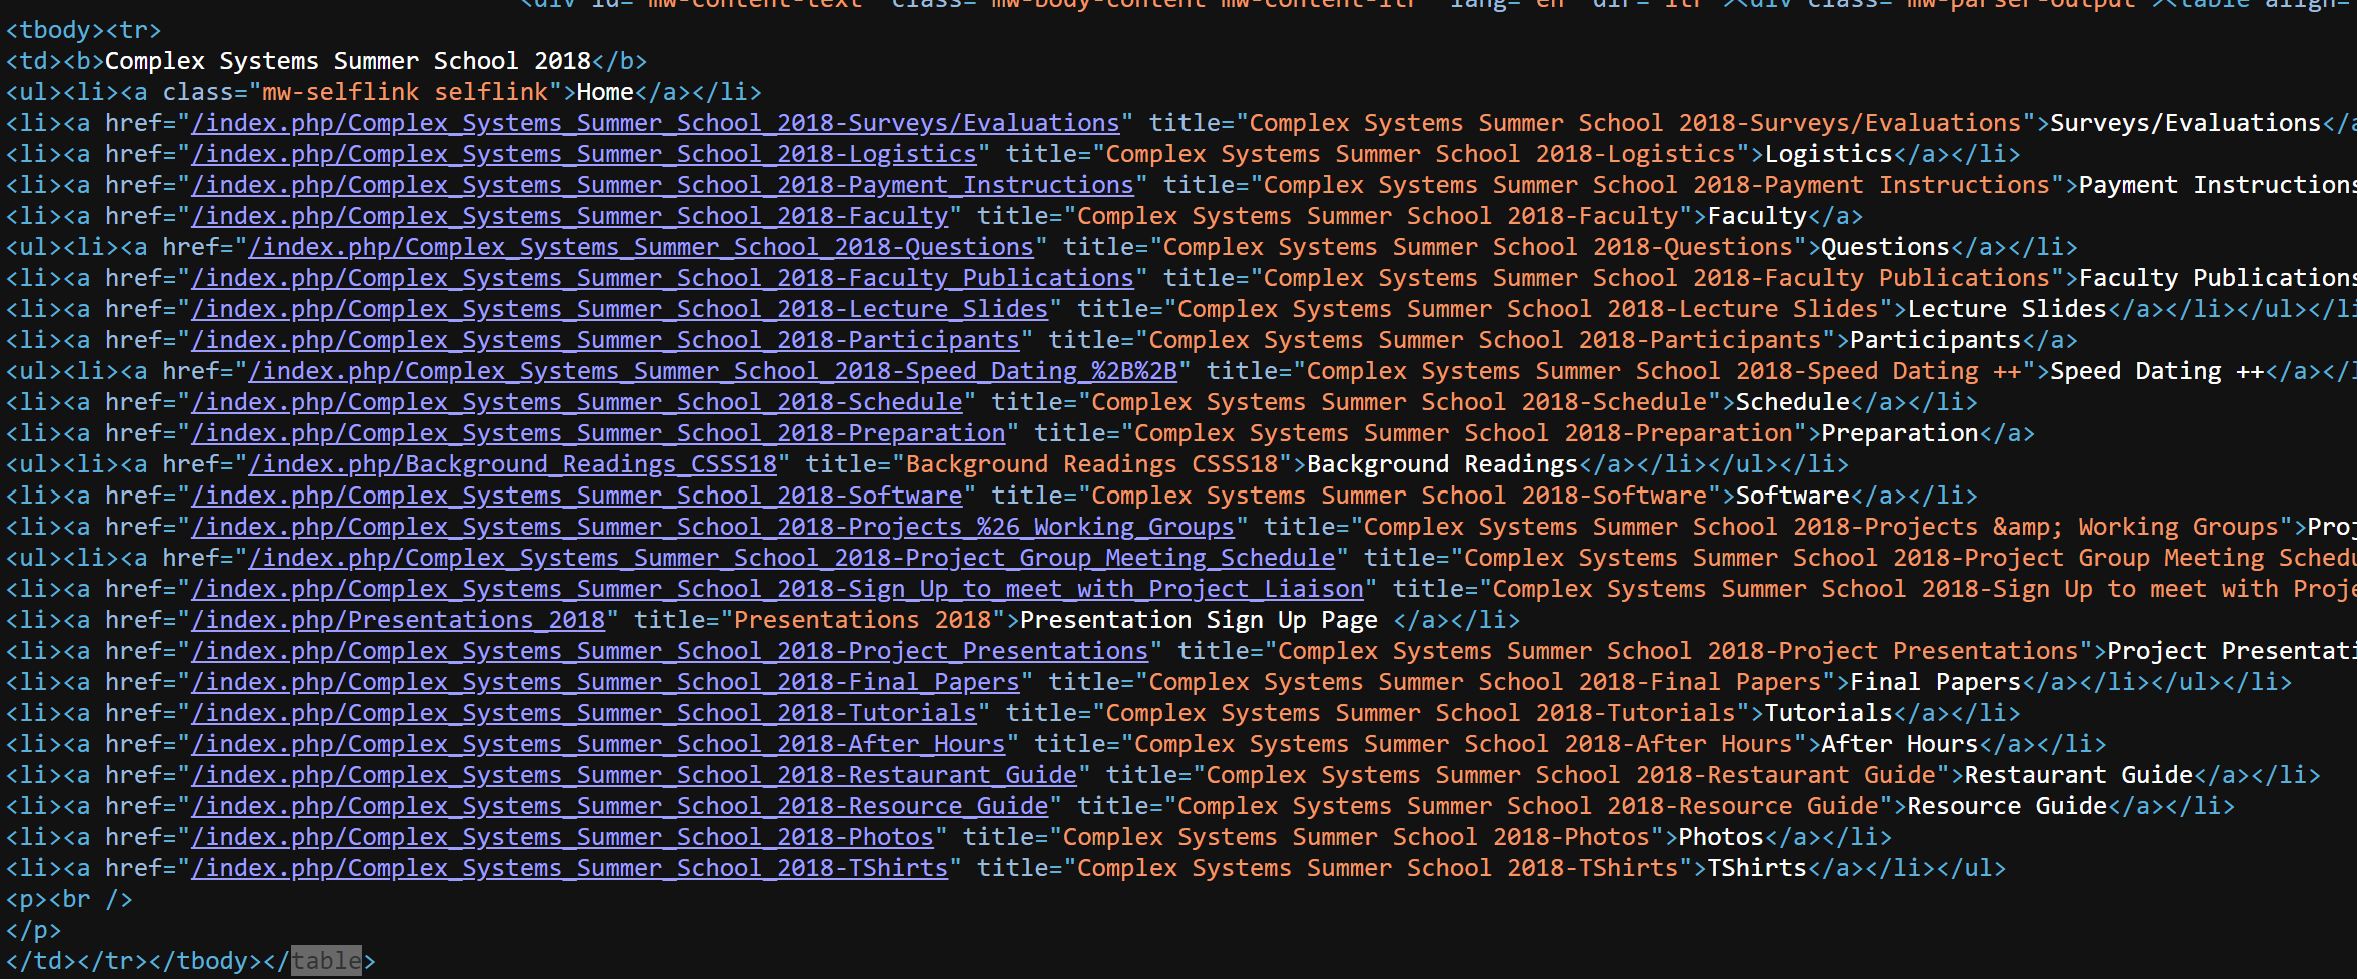 <div id="mw-content-text" class="mw-body-content mw-content-ltr" lang="en" dir="ltr"><div class="mw-parser-output"><table align=
<tbody><tr>
<td><b>Complex Systems Summer School 2018</b>
<ul><li><a class="mw-selflink selflink">Home</a></li>
<li><a href="/index.php/Complex_Systems_Summer_School_2018-Surveys/Evaluations" title="Complex Systems Summer School 2018-Surveys/Evaluations">Surveys/Evaluations</a
<li><a href="/index.php/Complex_Systems_Summer_School_2018-Logistics" title="Complex Systems Summer School 2018-Logistics">Logistics</a></li>
<li><a href="/index.php/Complex_Systems_Summer_School_2018-Payment_Instructions" title="Complex Systems Summer School 2018-Payment Instructions">Payment Instructions
<li><a href="/index.php/Complex_Systems_Summer_School_2018-Faculty" title="Complex Systems Summer School 2018-Faculty">Faculty</a>
<ul><li><a href="/index.php/Complex_Systems_Summer_School_2018-Questions" title="Complex Systems Summer School 2018-Questions">Questions</a></li>
<li><a href="/index.php/Complex_Systems_Summer_School_2018-Faculty_Publications" title="Complex Systems Summer School 2018-Faculty Publications">Faculty Publications
<li><a href="/index.php/Complex_Systems_Summer_School_2018-Lecture_Slides" title="Complex Systems Summer School 2018-Lecture Slides">Lecture Slides</a></li></ul></li
<li><a href="/index.php/Complex_Systems_Summer_School_2018-Participants" title="Complex Systems Summer School 2018-Participants">Participants</a>
<ul><li><a href="/index.php/Complex_Systems_Summer_School_2018-Speed_Dating_%2B%2B" title="Complex Systems Summer School 2018-Speed Dating ++">Speed Dating ++</a></l
<li><a href="/index.php/Complex_Systems_Summer_School_2018-Schedule" title="Complex Systems Summer School 2018-Schedule">Schedule</a></li>
<li><a href="/index.php/Complex_Systems_Summer_School_2018-Preparation" title="Complex Systems Summer School 2018-Preparation">Preparation</a>
<ul><li><a href="/index.php/Background_Readings_CSSS18" title="Background Readings CSSS18">Background Readings</a></li></ul></li>
<li><a href="/index.php/Complex_Systems_Summer_School_2018-Software" title="Complex Systems Summer School 2018-Software">Software</a></li>
<li><a href="/index.php/Complex_Systems_Summer_School_2018-Projects_%26_Working_Groups" title="Complex Systems Summer School 2018-Projects &amp; Working Groups">Proj
<ul><li><a href="/index.php/Complex_Systems_Summer_School_2018-Project_Group_Meeting_Schedule" title="Complex Systems Summer School 2018-Project Group Meeting Schedu
<li><a href="/index.php/Complex_Systems_Summer_School_2018-Sign_Up_to_meet_with_Project_Liaison" title="Complex Systems Summer School 2018-Sign Up to meet with Proje
<li><a href="/index.php/Presentations_2018" title="Presentations 2018">Presentation Sign Up Page </a></li>
<li><a href="/index.php/Complex_Systems_Summer_School_2018-Project_Presentations" title="Complex Systems Summer School 2018-Project Presentations">Project Presentati
<li><a href="/index.php/Complex_Systems_Summer_School_2018-Final_Papers" title="Complex Systems Summer School 2018-Final Papers">Final Papers</a></li></ul></li>
<li><a href="/index.php/Complex_Systems_Summer_School_2018-Tutorials" title="Complex Systems Summer School 2018-Tutorials">Tutorials</a></li>
<li><a href="/index.php/Complex_Systems_Summer_School_2018-After_Hours" title="Complex Systems Summer School 2018-After Hours">After Hours</a></li>
<li><a href="/index.php/Complex_Systems_Summer_School_2018-Restaurant_Guide" title="Complex Systems Summer School 2018-Restaurant Guide">Restaurant Guide</a></li>
<li><a href="/index.php/Complex_Systems_Summer_School_2018-Resource_Guide" title="Complex Systems Summer School 2018-Resource Guide">Resource Guide</a></li>
<li><a href="/index.php/Complex_Systems_Summer_School_2018-Photos" title="Complex Systems Summer School 2018-Photos">Photos</a></li>
<li><a href="/index.php/Complex_Systems_Summer_School_2018-TShirts" title="Complex Systems Summer School 2018-TShirts">TShirts</a></li></ul>
<p><br />
</p>
</td></tr></tbody></table>